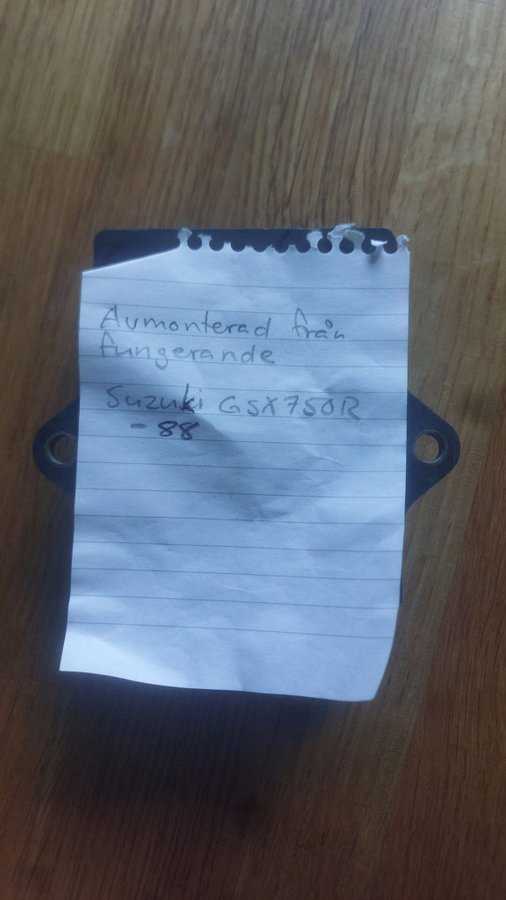 Avmonterad från
fungerande
Suzuki GSX750R
-88